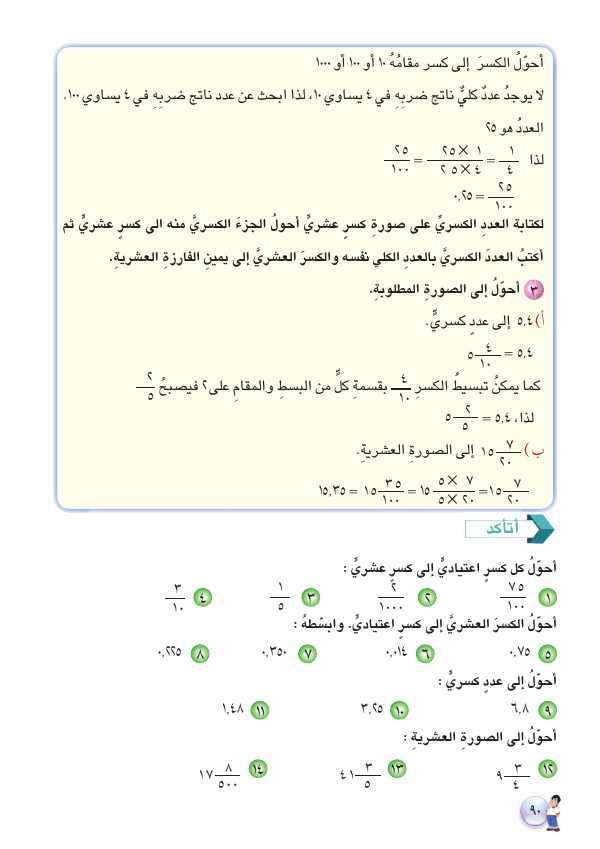 أحوّلُ الكسرَ إلى كسر مقامُهُ ١٠ أو ١٠٠ أو ١٠٠٠
لا يوجدُ عددٌ كليٌّ ناتج ضربِهِ في ٤ يساوي ١٠، لذا ابحث عن عدد ناتج ضربِهِ في ٤ يساوي ١٠٠.
العددُ هو ٢٥
لذا ١/٤ = ١ × ٢٥ / ٤ × ٢٥ = ٢٥/١٠٠
٢٥/١٠٠ = ٠,٢٥
لكتابة العددِ الكسريِّ على صورةِ كسرٍ عشريٍّ أحولُ الجزءَ الكسريَّ منه الى كسرٍ عشريٍّ ثم
أكتبُ العددَ الكسريَّ بالعددِ الكلي نفسه والكسرَ العشريَّ إلى يمينِ الفارزةِ العشريةِ.
٣ أحوّلُ إلى الصورةِ المطلوبةِ.
أ) ٥,٤ إلى عددٍ كسريٍّ.
٥,٤ = ٥ ٤/١٠
كما يمكنُ تبسيطُ الكسرِ ٤/١٠ بقسمةِ كلٍّ من البسطِ والمقامِ على ٢ فيصبحُ ٢/٥
لذا، ٥,٤ = ٥ ٢/٥
ب) ١٥ ٧/٢٠ إلى الصورةِ العشريةِ.
١٥ ٧/٢٠ = ١٥ ٧ × ٥ / ٢٠ × ٥ = ١٥ ٣٥/١٠٠ = ١٥,٣٥
أتأكد
أحوّلُ كل كسرٍ اعتياديٍّ إلى كسرٍ عشريٍّ :
١ ٧٥/١٠٠ ٢ ٢/١٠٠٠ ٣ ١/٥ ٤ ٣/١٠
أحوّلُ الكسرَ العشريَّ إلى كسرٍ اعتياديٍّ. وابسّطهُ :
٥ ٠,٧٥ ٦ ٠,٠١٤ ٧ ٠,٣٥٠ ٨ ٠,٢٢٥
أحوّلُ إلى عددٍ كسريٍّ :
٩ ٦,٨ ١٠ ٣,٢٥ ١١ ١,٤٨
أحوّلُ إلى الصورةِ العشريةِ :
١٢ ٩ ٣/٤ ١٣ ٤١ ٣/٥ ١٤ ١٧ ٨/٥٠٠
٩٠